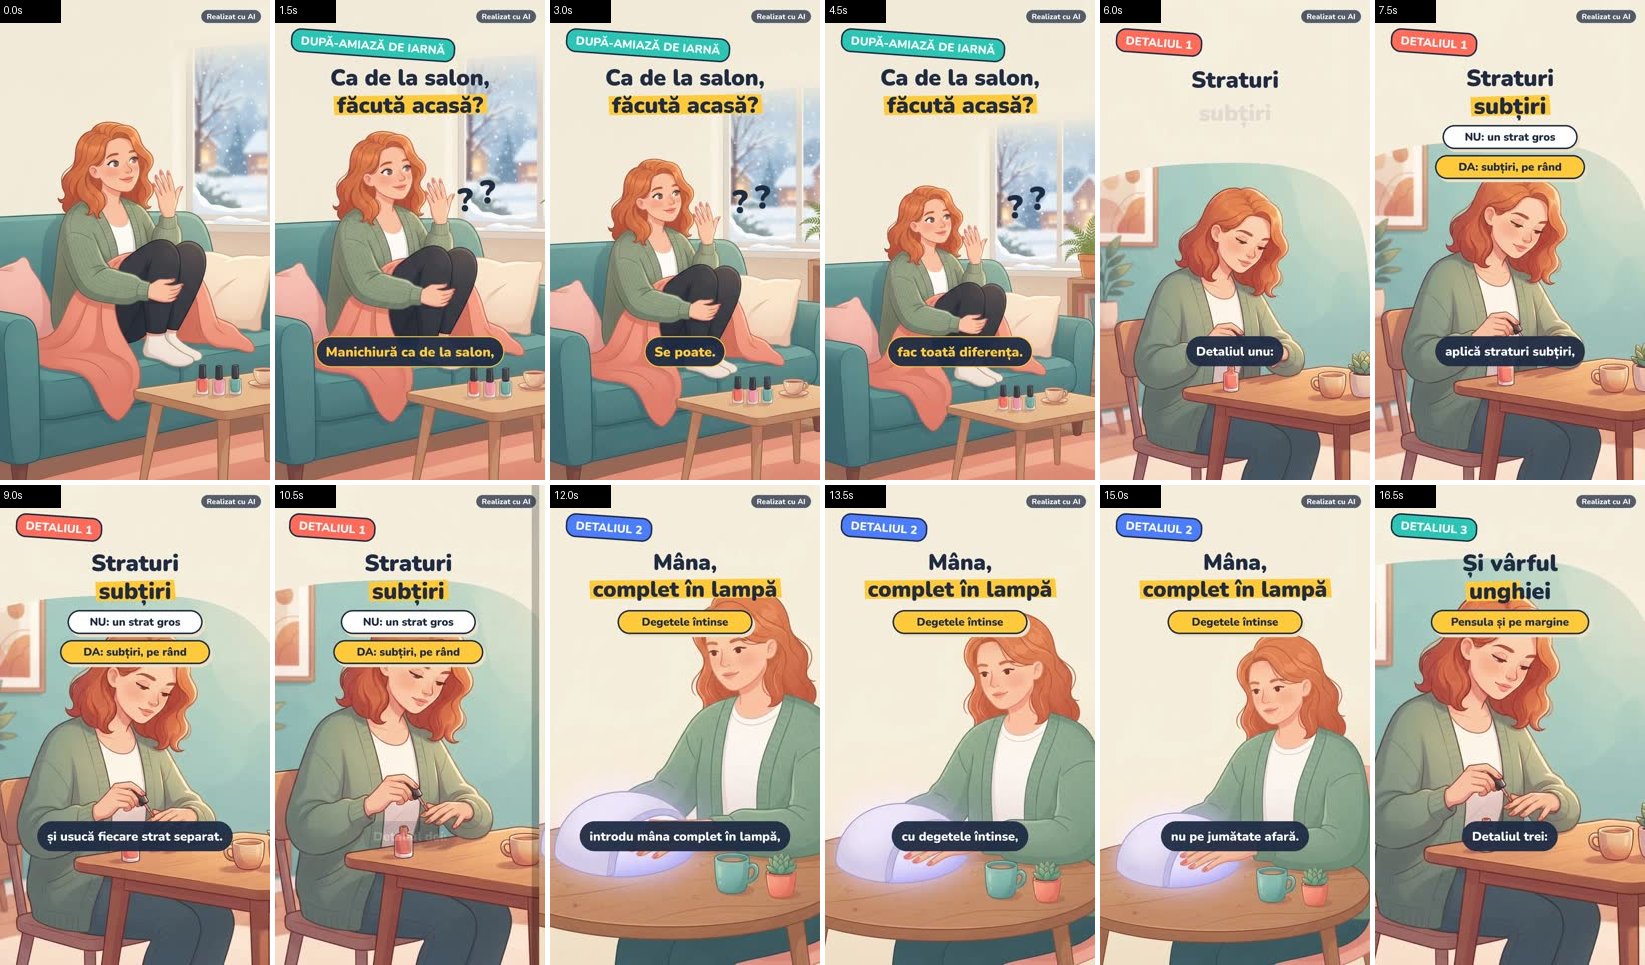 0.0s
Realizat cu AI
1.5s
Realizat cu AI
DUPĂ-AMIAZĂ DE IARNĂ
Ca de la salon,
făcută acasă?
? ?
Manichiură ca de la salon,
3.0s
Realizat cu AI
DUPĂ-AMIAZĂ DE IARNĂ
Ca de la salon,
făcută acasă?
? ?
Se poate.
4.5s
Realizat cu AI
DUPĂ-AMIAZĂ DE IARNĂ
Ca de la salon,
făcută acasă?
? ?
fac toată diferența.
6.0s
Realizat cu AI
DETALIUL 1
Straturi
subțiri
Detaliul unu:
7.5s
Realizat cu AI
DETALIUL 1
Straturi
subțiri
NU: un strat gros
DA: subțiri, pe rând
aplică straturi subțiri,
9.0s
Realizat cu AI
DETALIUL 1
Straturi
subțiri
NU: un strat gros
DA: subțiri, pe rând
și usucă fiecare strat separat.
10.5s
Realizat cu AI
DETALIUL 1
Straturi
subțiri
NU: un strat gros
DA: subțiri, pe rând
12.0s
Realizat cu AI
DETALIUL 2
Mâna,
complet în lampă
Degetele întinse
introdu mâna complet în lampă,
13.5s
Realizat cu AI
DETALIUL 2
Mâna,
complet în lampă
Degetele întinse
cu degetele întinse,
15.0s
Realizat cu AI
DETALIUL 2
Mâna,
complet în lampă
Degetele întinse
nu pe jumătate afară.
16.5s
Realizat cu AI
DETALIUL 3
Și vârful
unghiei
Pensula și pe margine
Detaliul trei: